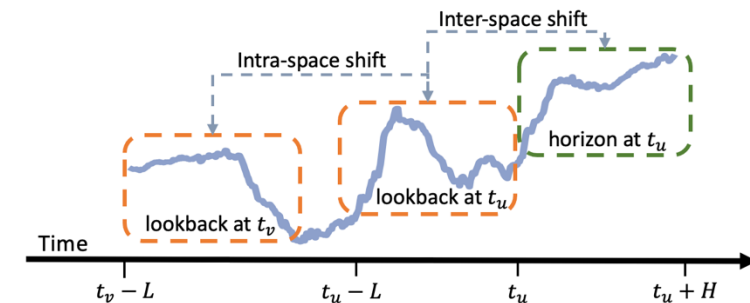 Inter-space shift
Intra-space shift
horizon at t_u
lookback at t_u
lookback at t_v
Time
t_v − L
t_u − L
t_u
t_u + H